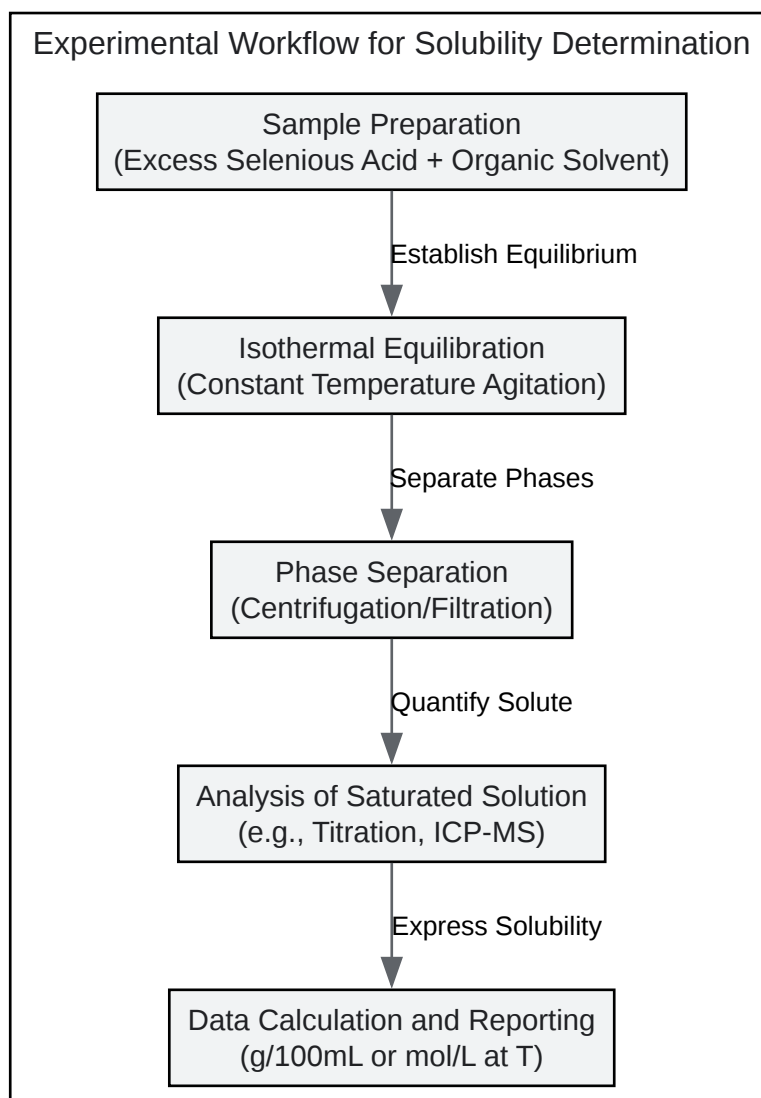 Experimental Workflow for Solubility Determination
Sample Preparation
(Excess Selenious Acid + Organic Solvent)
Establish Equilibrium
Isothermal Equilibration
(Constant Temperature Agitation)
Separate Phases
Phase Separation
(Centrifugation/Filtration)
Quantify Solute
Analysis of Saturated Solution
(e.g., Titration, ICP-MS)
Express Solubility
Data Calculation and Reporting
(g/100mL or mol/L at T)